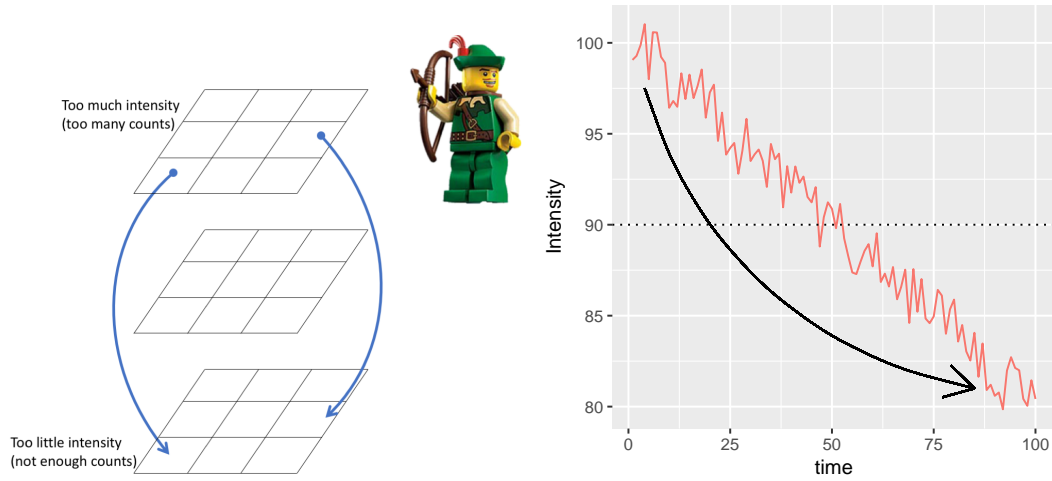 Too much intensity
(too many counts)
Too little intensity
(not enough counts)
Intensity
100
95
90
85
80
0
25
50
75
100
time